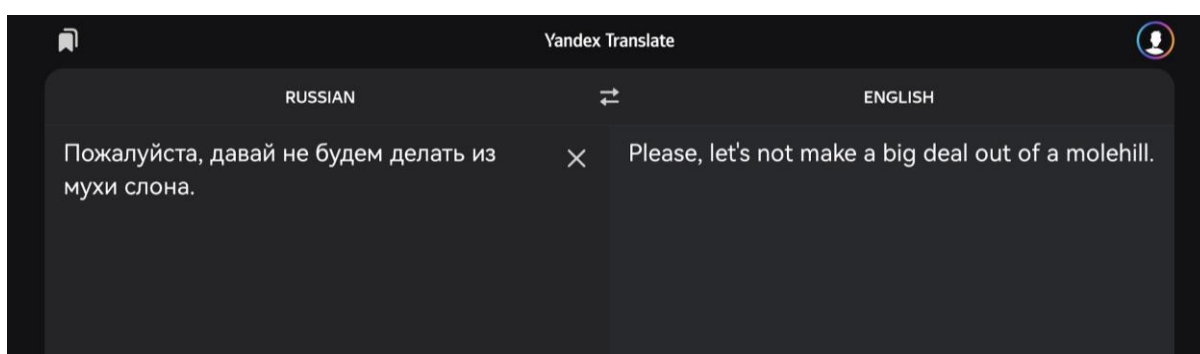 Yandex Translate
RUSSIAN
ENGLISH
Пожалуйста, давай не будем делать из
мухи слона.
Please, let's not make a big deal out of a molehill.